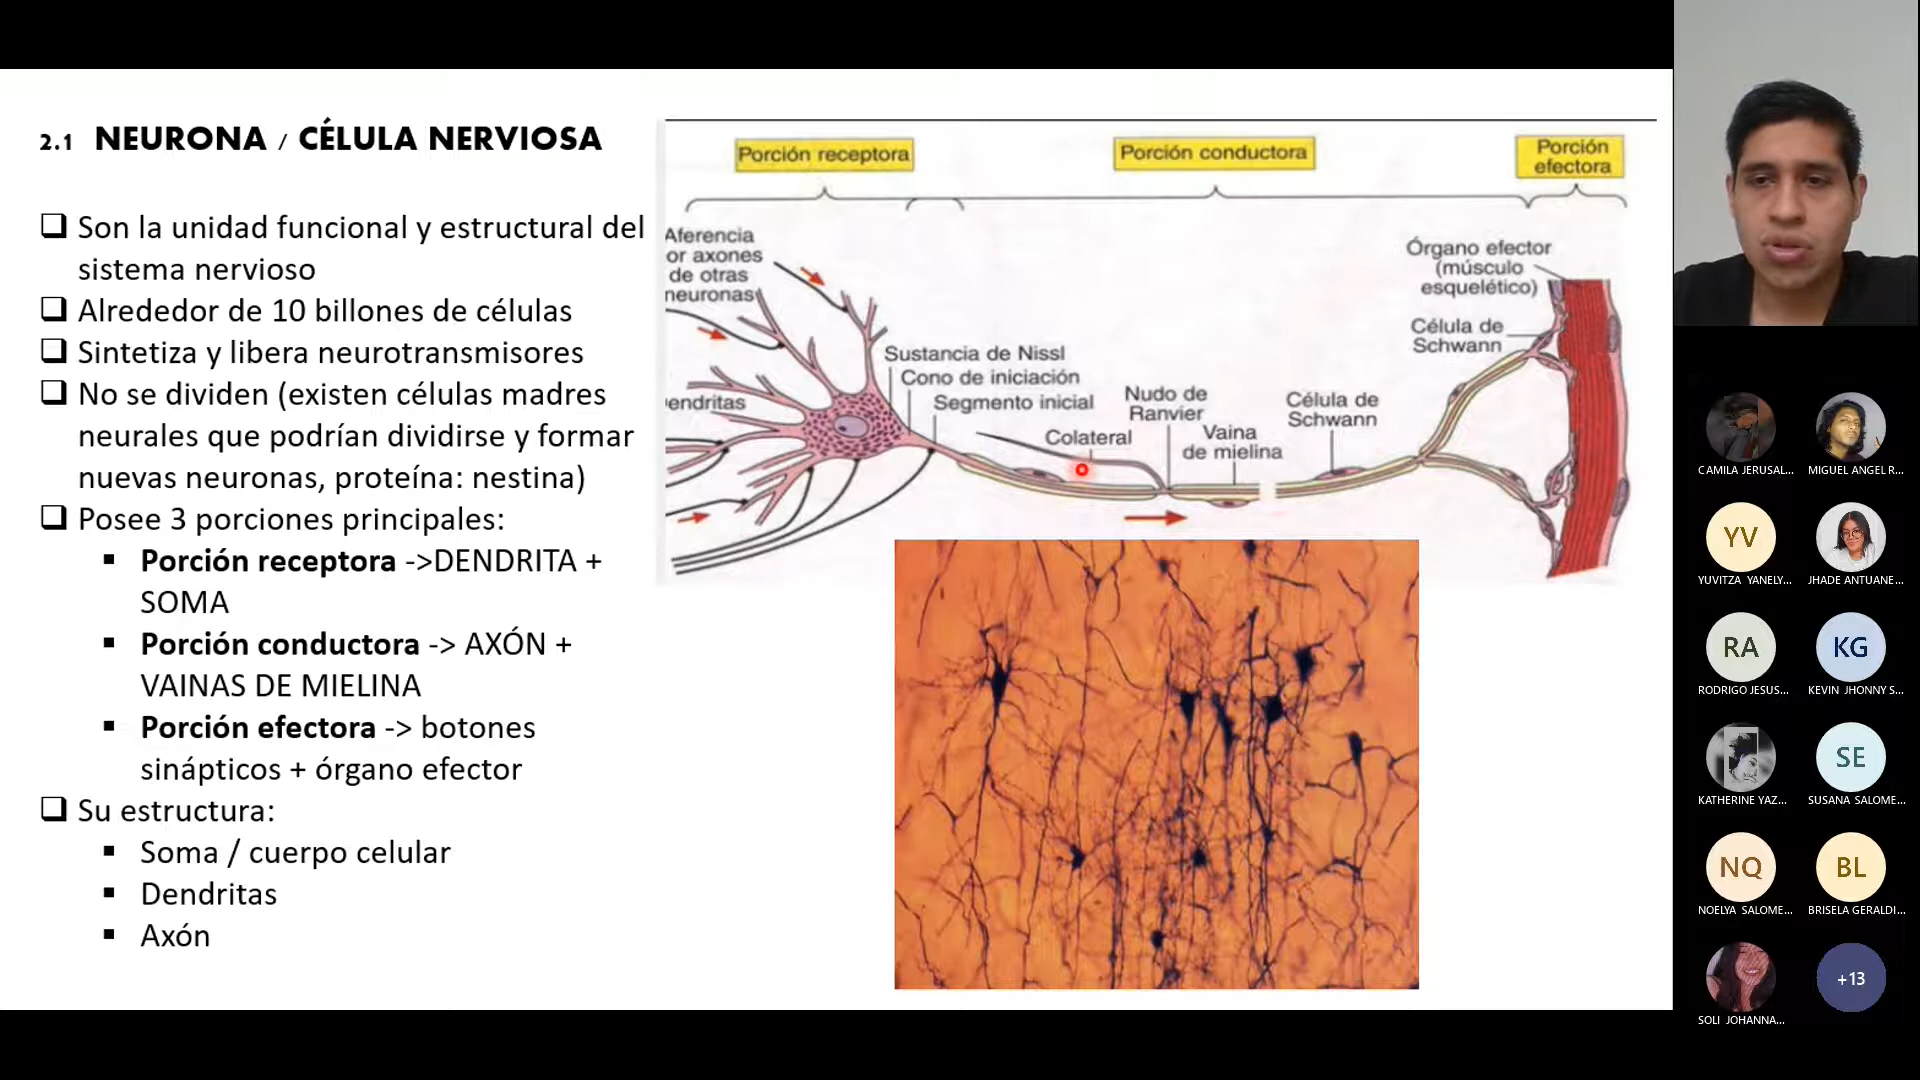 2.1 NEURONA / CÉLULA NERVIOSA
❑ Son la unidad funcional y estructural del
sistema nervioso
❑ Alrededor de 10 billones de células
❑ Sintetiza y libera neurotransmisores
❑ No se dividen (existen células madres
neurales que podrían dividirse y formar
nuevas neuronas, proteína: nestina)
❑ Posee 3 porciones principales:
▪ Porción receptora ->DENDRITA +
SOMA
▪ Porción conductora -> AXÓN +
VAINAS DE MIELINA
▪ Porción efectora -> botones
sinápticos + órgano efector
❑ Su estructura:
▪ Soma / cuerpo celular
▪ Dendritas
▪ Axón
Porción receptora
Porción conductora
Porción
efectora
Aferencia
or axones
de otras
neuronas
endritas
Sustancia de Nissl
Cono de iniciación
Segmento inicial
Colateral
Nudo de
Ranvier
Vaina
de mielina
Célula de
Schwann
Órgano efector
(músculo
esquelético)
Célula de
Schwann
CAMILA JERUSAL...
MIGUEL ANGEL R...
YV
YUVITZA YANELY...
JHADE ANTUANE...
RA
RODRIGO JESUS...
KG
KEVIN JHONNY S...
KATHERINE YAZ...
SE
SUSANA SALOME...
NQ
NOELYA SALOME...
BL
BRISELA GERALDI...
SOLI JOHANNA...
+13